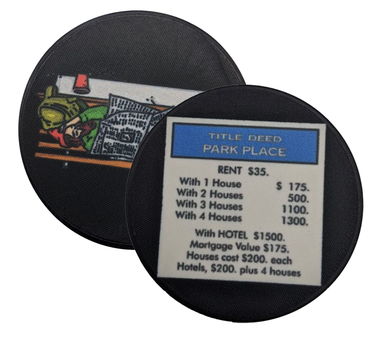 TITLE DEED
PARK PLACE
RENT $35.
With 1 House $ 175.
With 2 Houses 500.
With 3 Houses 1100.
With 4 Houses 1300.
With HOTEL $1500.
Mortgage Value $175.
Houses cost $200. each
Hotels, $200. plus 4 houses